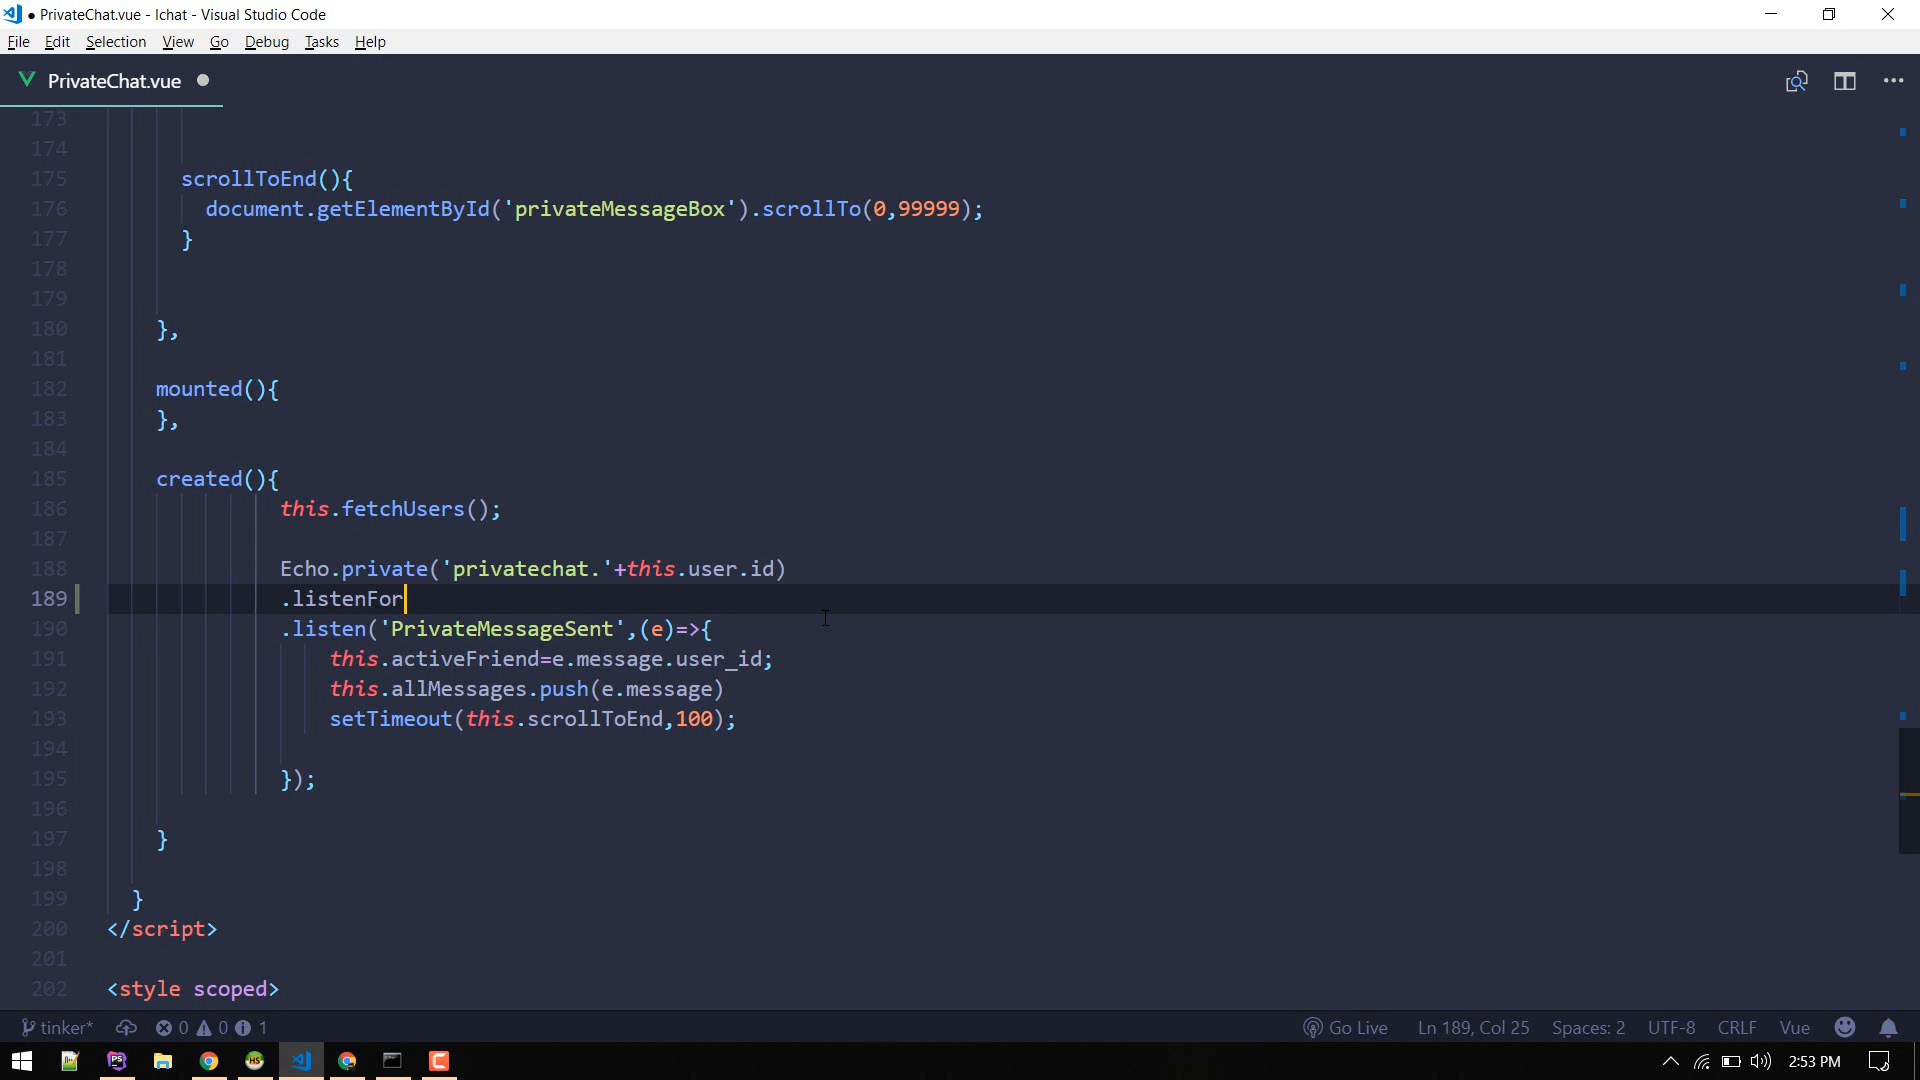 PrivateChat.vue - lchat - Visual Studio Code
File Edit Selection View Go Debug Tasks Help
PrivateChat.vue
173
174
175 scrollToEnd(){
176 document.getElementById('privateMessageBox').scrollTo(0,99999);
177 }
178
179
180 },
181
182 mounted(){
183 },
184
185 created(){
186 this.fetchUsers();
187
188 Echo.private('privatechat.'+this.user.id)
189 .listenFor
190 .listen('PrivateMessageSent',(e)=>{
191 this.activeFriend=e.message.user_id;
192 this.allMessages.push(e.message)
193 setTimeout(this.scrollToEnd,100);
194
195 });
196
197 }
198
199 }
200 </script>
201
202 <style scoped>
tinker* 0 0 1 Go Live Ln 189, Col 25 Spaces: 2 UTF-8 CRLF Vue
PS HS 2:53 PM